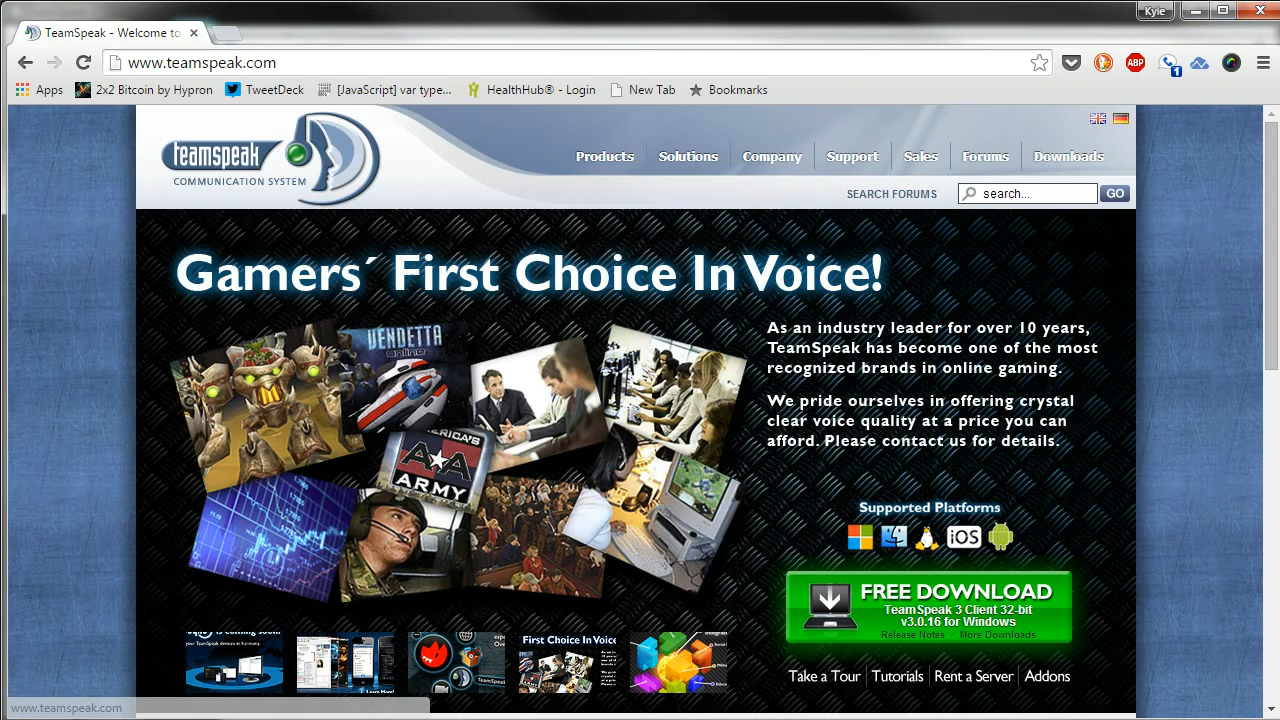 Kyle
TeamSpeak - Welcome to
www.teamspeak.com
ABP
1
Apps
2x2 Bitcoin by Hypron
TweetDeck
[JavaScript] var type...
HealthHub® - Login
New Tab
Bookmarks
teamspeak
COMMUNICATION SYSTEM
Products
Solutions
Company
Support
Sales
Forums
Downloads
SEARCH FORUMS
search...
GO
Gamers´ First Choice In Voice!
As an industry leader for over 10 years,
TeamSpeak has become one of the most
recognized brands in online gaming.
We pride ourselves in offering crystal
clear voice quality at a price you can
afford. Please contact us for details.
VENDETTA
online
AMERICA'S
AA
ARMY
Supported Platforms
iOS
FREE DOWNLOAD
TeamSpeak 3 Client 32-bit
v3.0.16 for Windows
Release Notes · More Downloads
First Choice In Voice
Take a Tour
Tutorials
Rent a Server
Addons
www.teamspeak.com